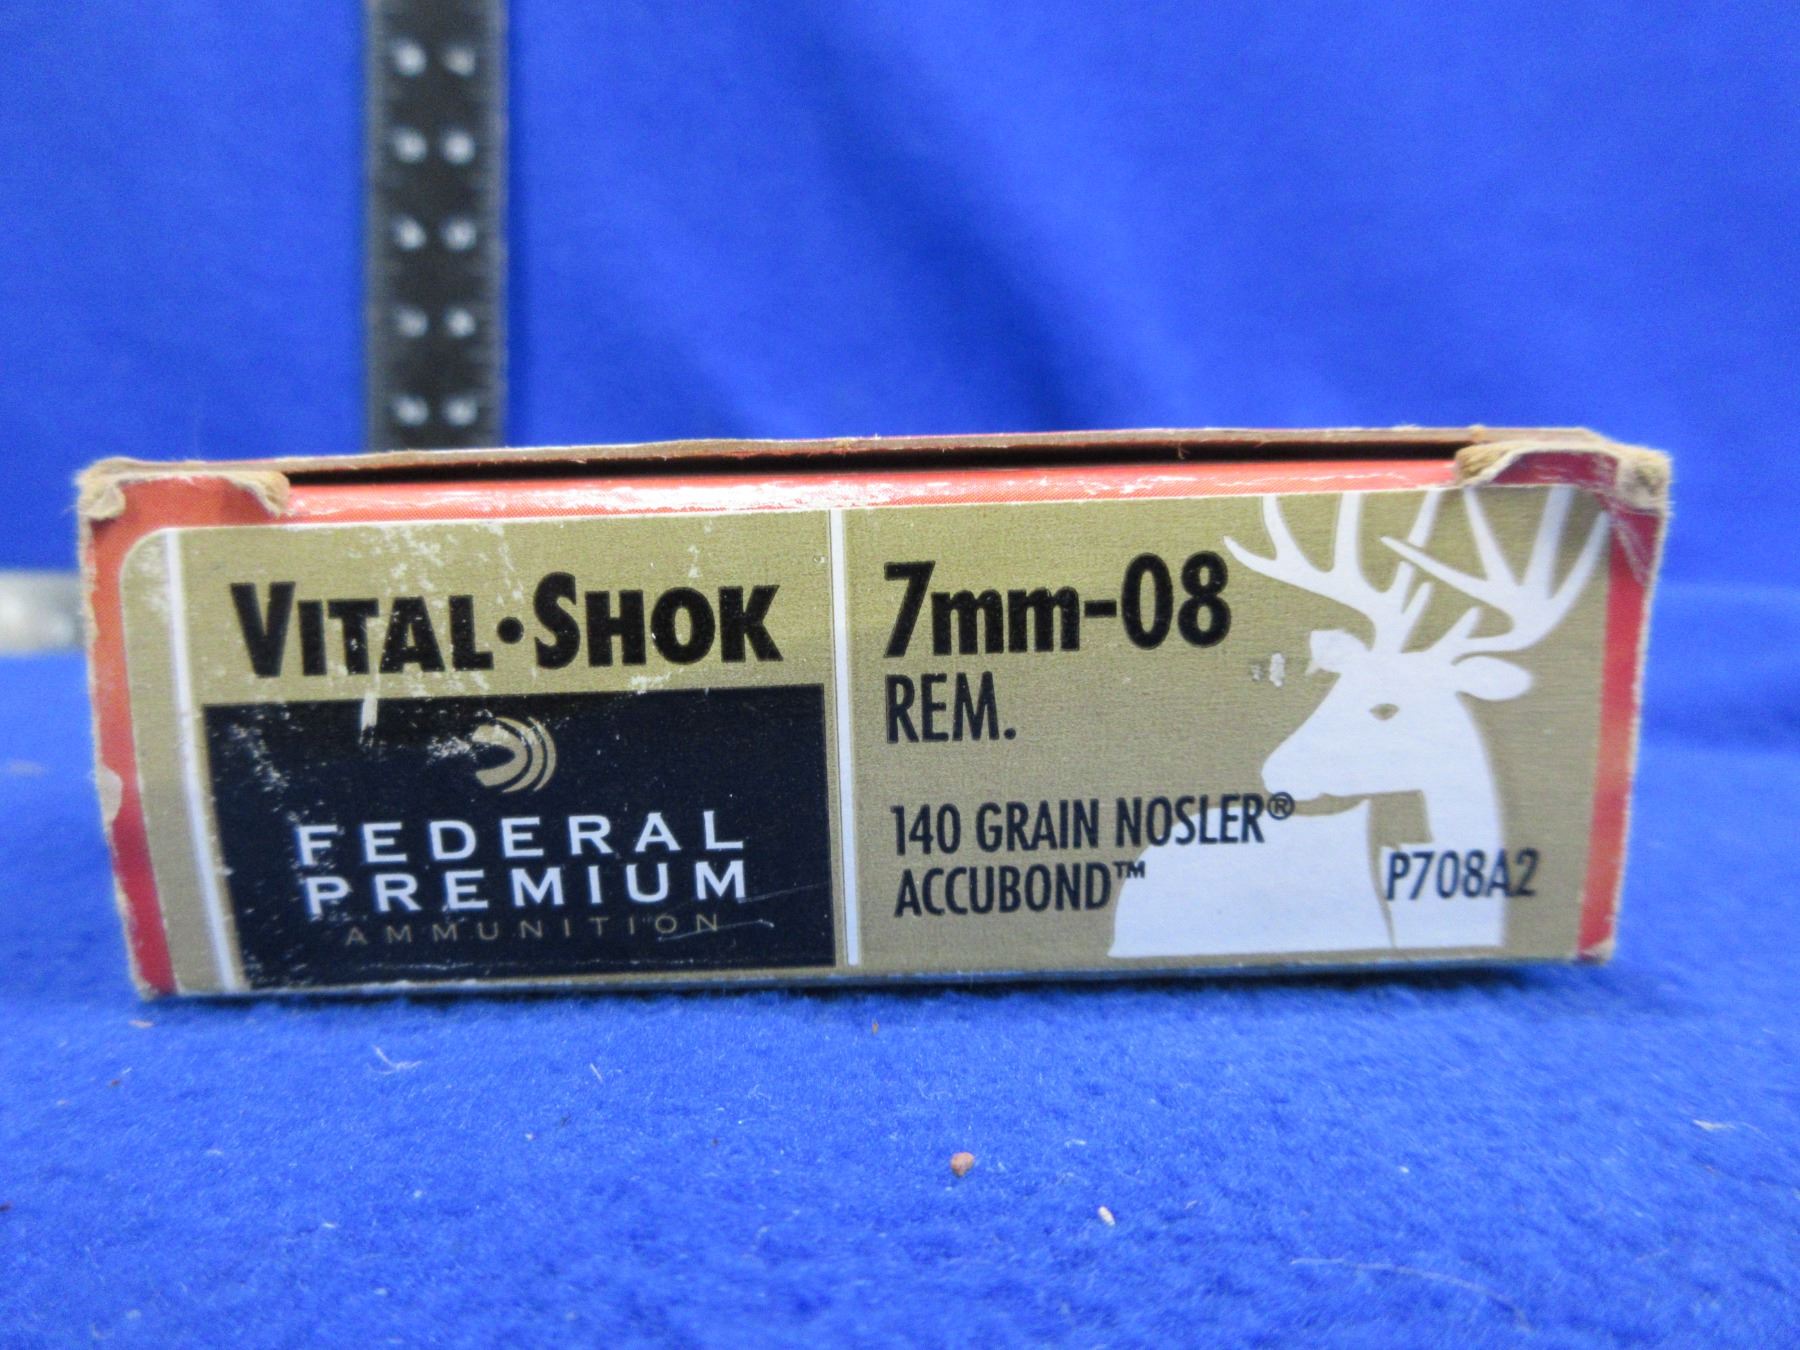 VITAL•SHOK
FEDERAL
PREMIUM
AMMUNITION
7mm-08
REM.
140 GRAIN NOSLER®
ACCUBOND™
P708A2